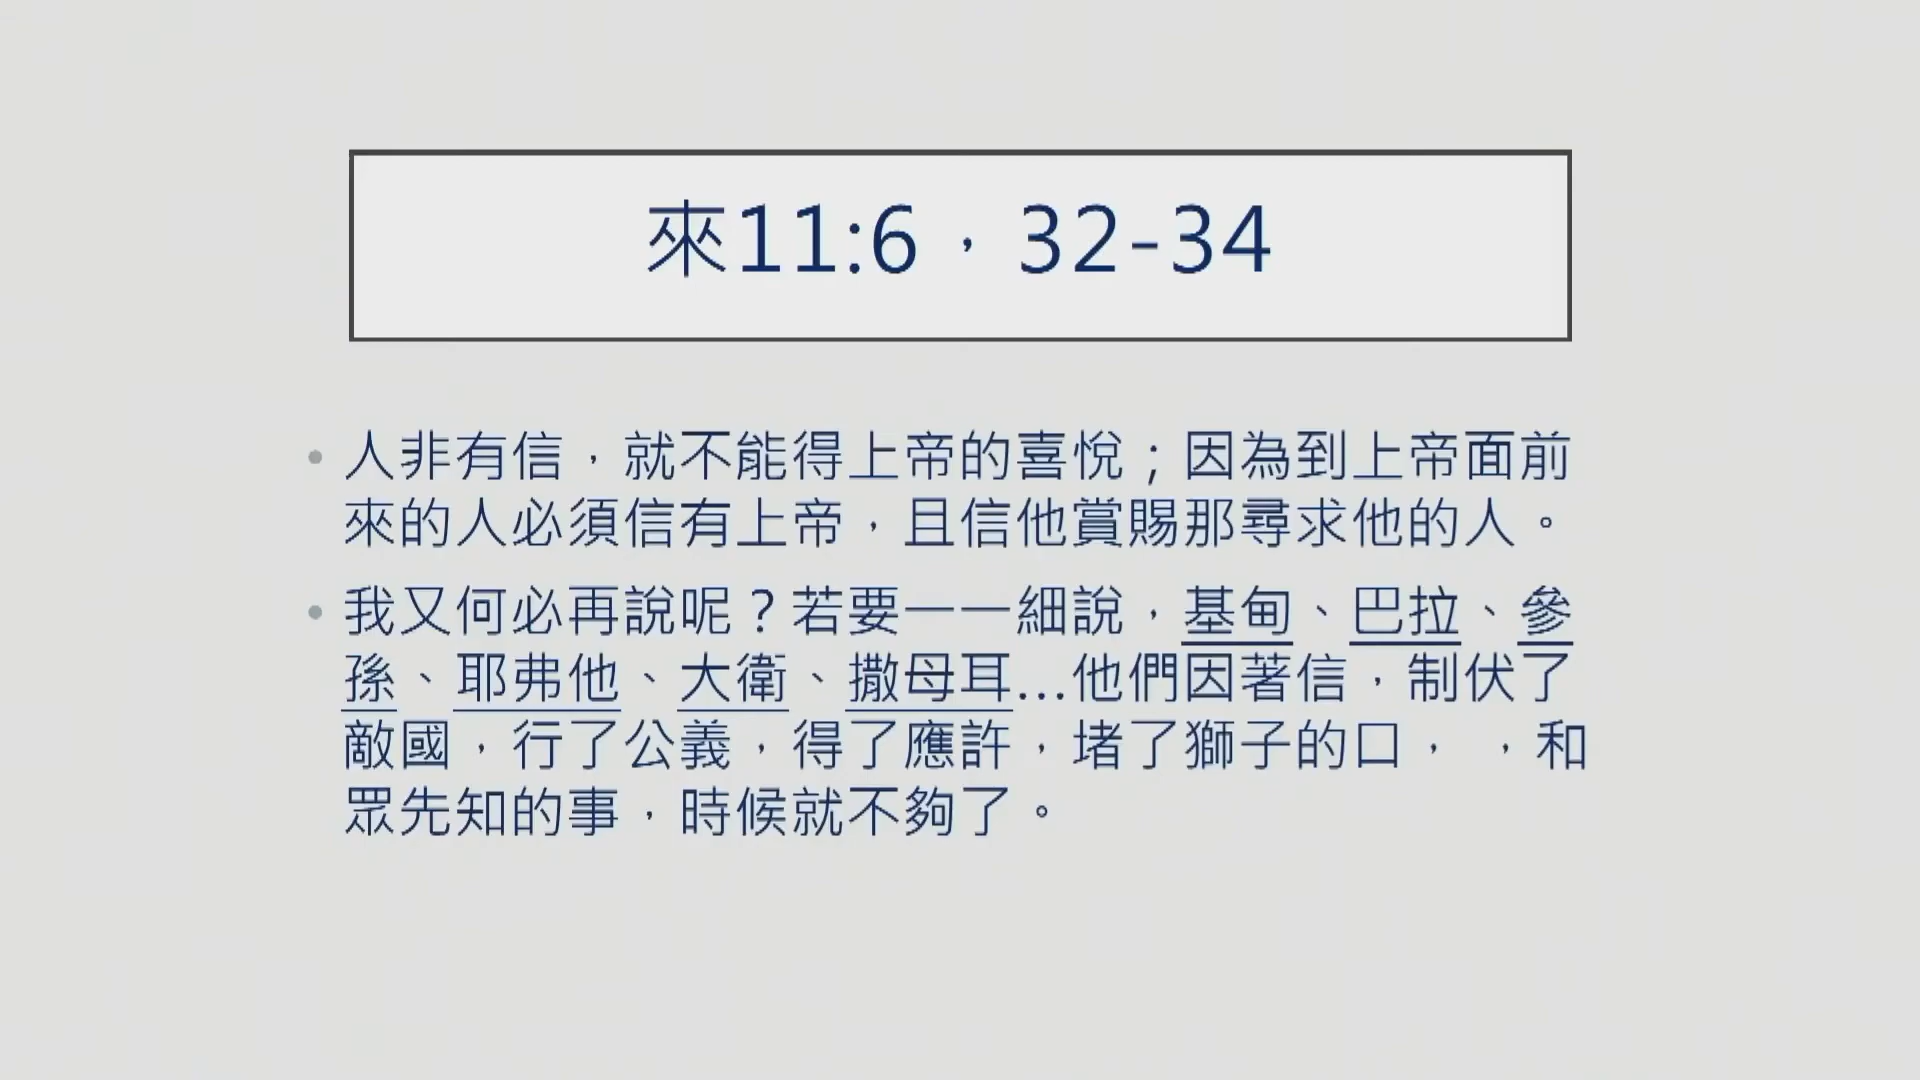 來11:6，32-34
• 人非有信，就不能得上帝的喜悅；因為到上帝面前
來的人必須信有上帝，且信他賞賜那尋求他的人。
• 我又何必再說呢？若要一一細說，基甸、巴拉、參
孫、耶弗他、大衛、撒母耳…他們因著信，制伏了
敵國，行了公義，得了應許，堵了獅子的口， ，和
眾先知的事，時候就不夠了。